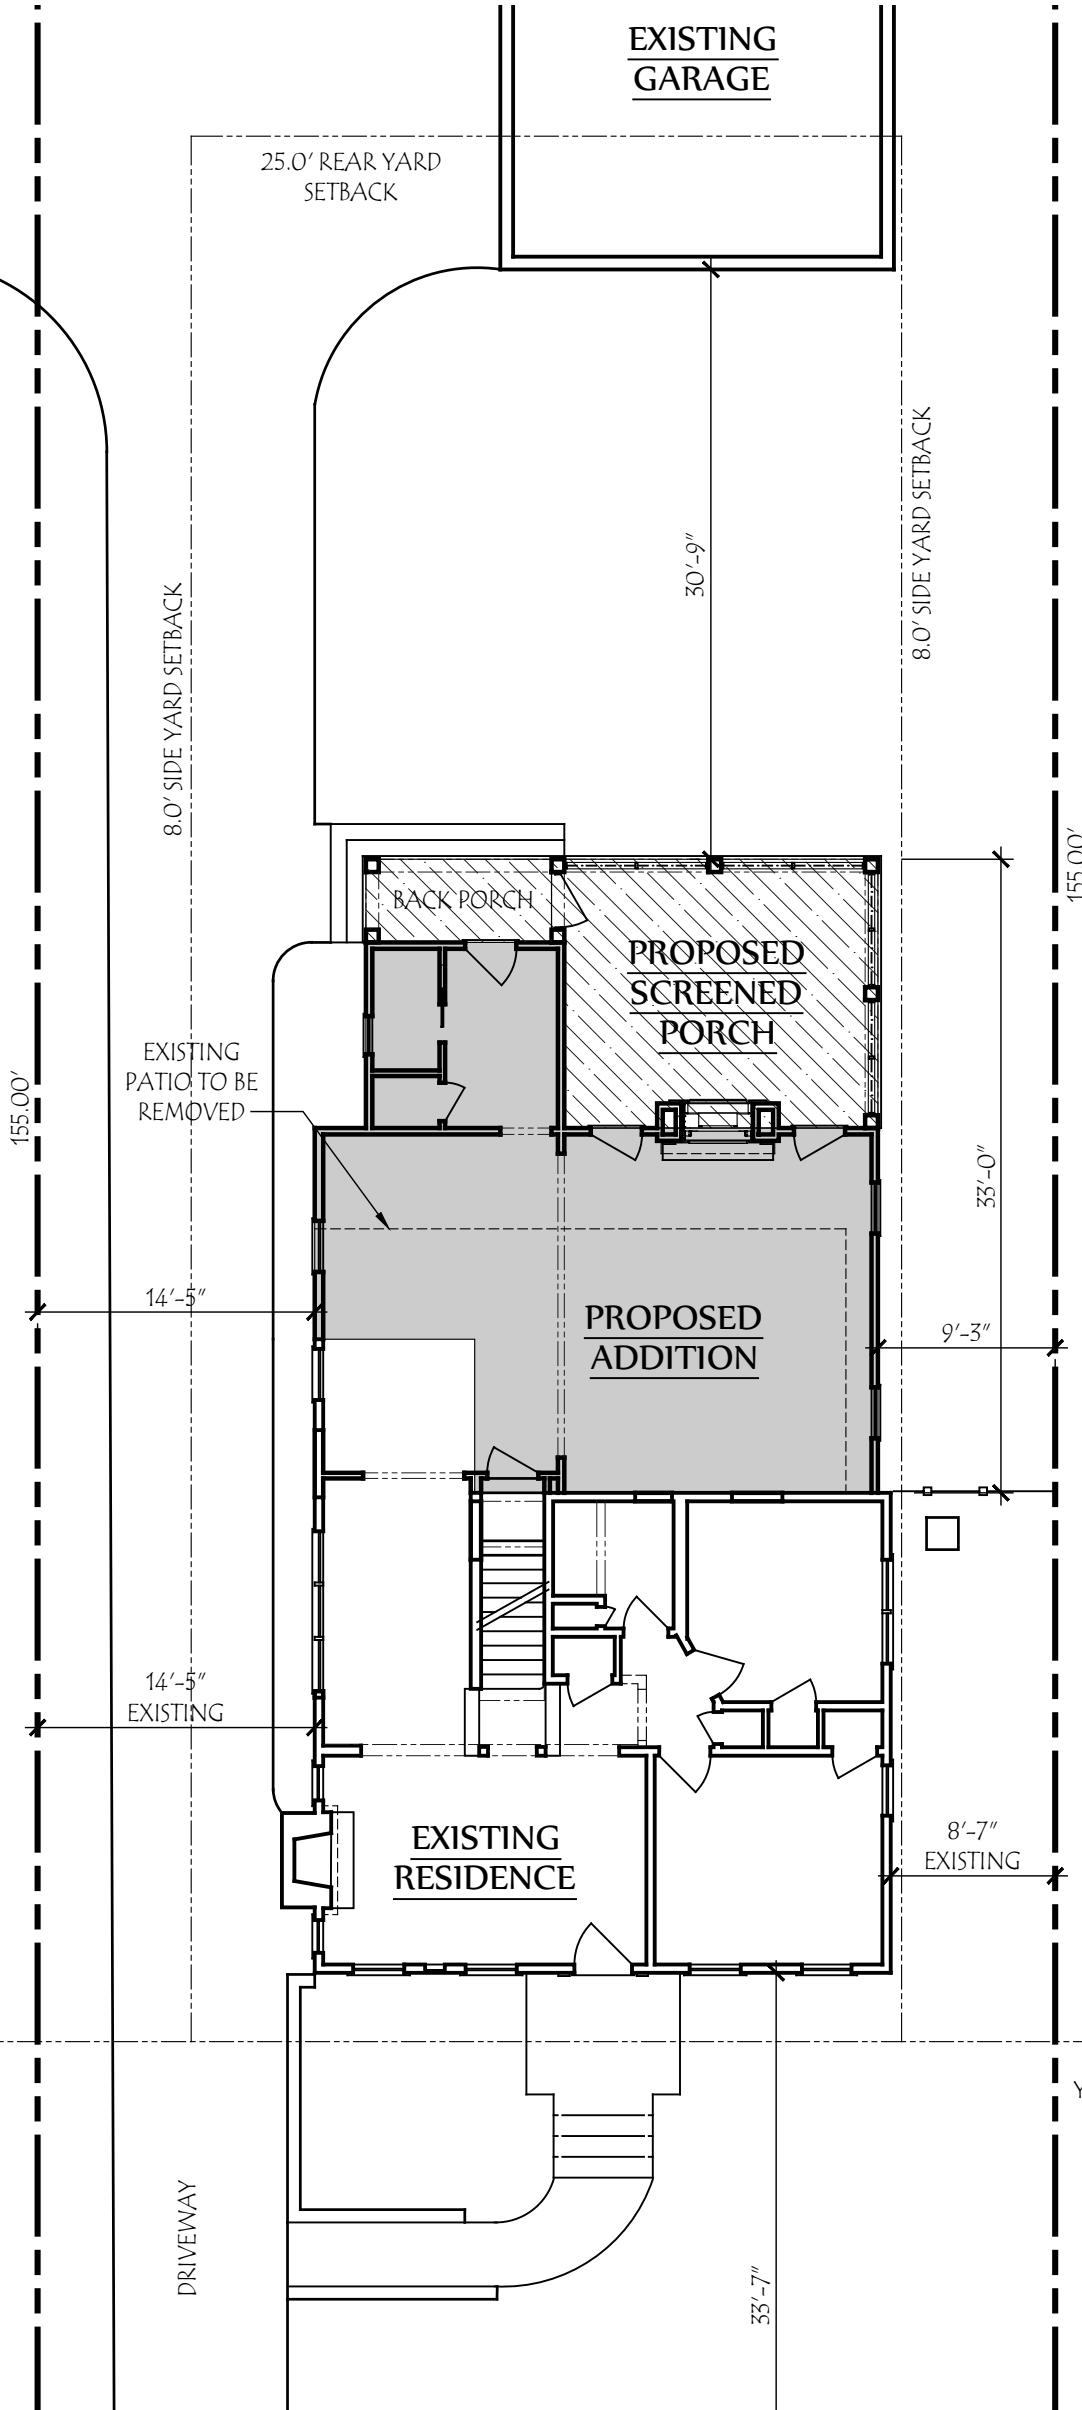 EXISTING
GARAGE
25.0' REAR YARD
SETBACK
8.0' SIDE YARD SETBACK
30'-9"
8.0' SIDE YARD SETBACK
155.00'
BACK PORCH
PROPOSED
SCREENED
PORCH
EXISTING
PATIO TO BE
REMOVED
155.00'
33'-0"
14'-5"
PROPOSED
ADDITION
9'-3"
14'-5"
EXISTING
EXISTING
RESIDENCE
8'-7"
EXISTING
Y
DRIVEWAY
33'-7"